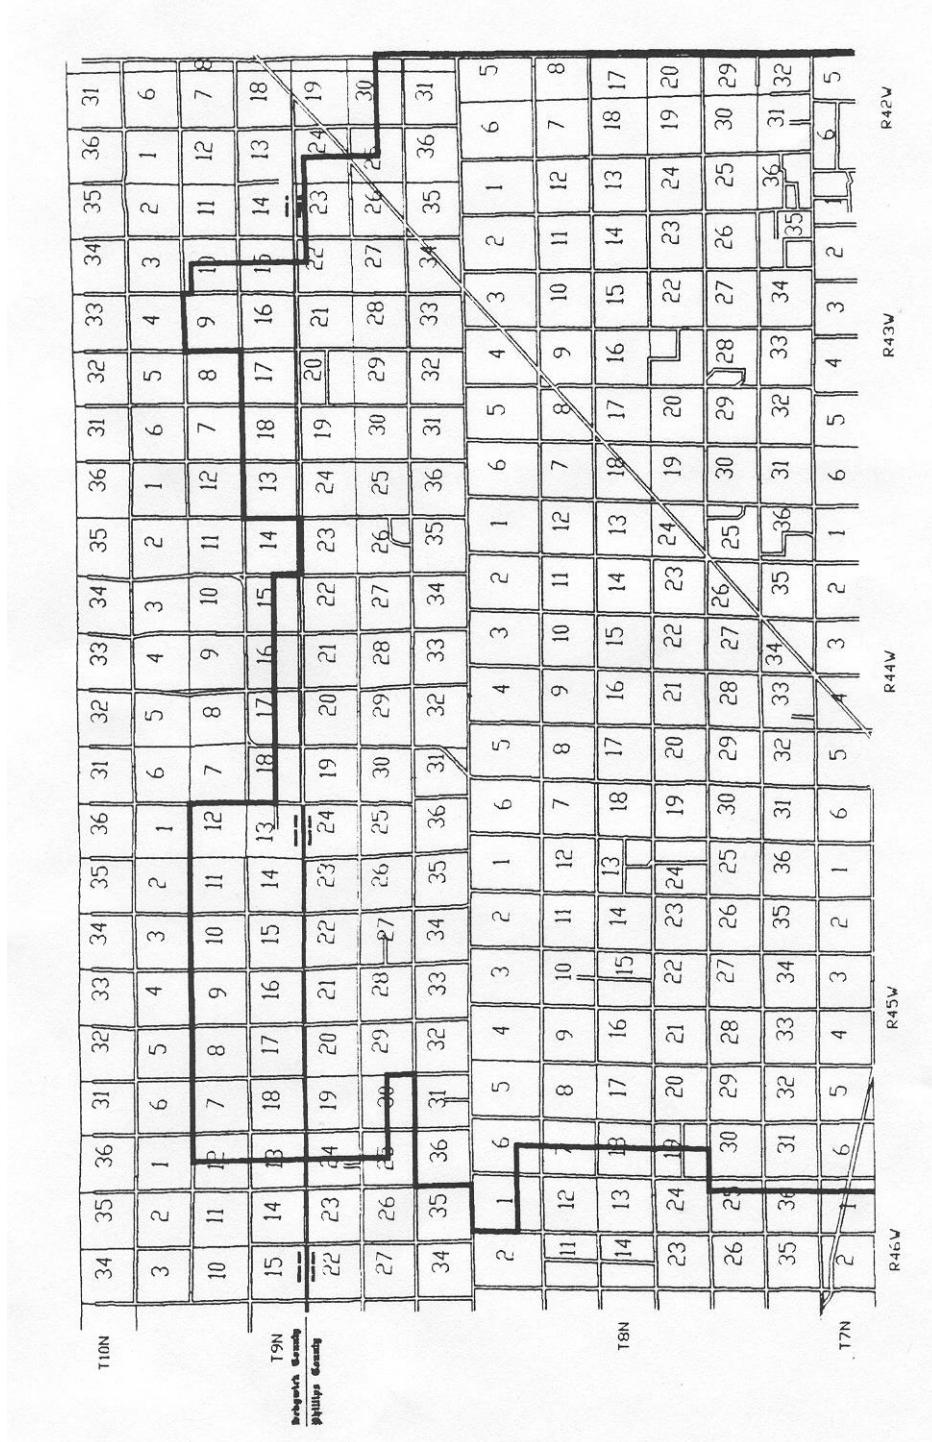 T10N 34 35 36 31 32 33 34 35 36 31 32 33 34 35 36 31 32 33 34 35 36 31
3 2 1 6 5 4 3 2 1 6 5 4 3 2 1 6 5 4 3 2 1 6
10 11 12 7 8 9 10 11 12 7 8 9 10 11 12 7 8 9 10 11 12 7 8
T9N 15 14 13 18 17 16 15 14 13 18 17 16 15 14 13 18 17 16 15 14 13 18
Sedgwick County
Phillips County
22 23 24 19 20 21 22 23 24 19 20 21 22 23 24 19 20 21 22 23 24 19
27 26 25 30 29 28 27 26 25 30 29 28 27 26 25 30 29 28 27 26 25 30
34 35 36 31 32 33 34 35 36 31 32 33 34 35 36 31 32 33 34 35 36 31
2 1 6 5 4 3 2 1 6 5 4 3 2 1 6 5 4 3 2 1 6 5
11 12 7 8 9 10 11 12 7 8 9 10 11 12 7 8 9 10 11 12 7 8
T8N 14 13 18 17 16 15 14 13 18 17 16 15 14 13 18 17 16 15 14 13 18 17
23 24 19 20 21 22 23 24 19 20 21 22 23 24 19 20 22 23 24 19 20
26 25 30 29 28 27 26 25 30 29 28 27 26 25 30 29 28 27 26 25 30 29
35 36 31 32 33 34 35 36 31 32 33 34 35 36 31 32 33 34 35 36 31 32
T7N 2 1 6 5 4 3 2 1 6 5 4 3 2 1 6 5 4 3 2 1 6 5
R46W R45W R44W R43W R42W